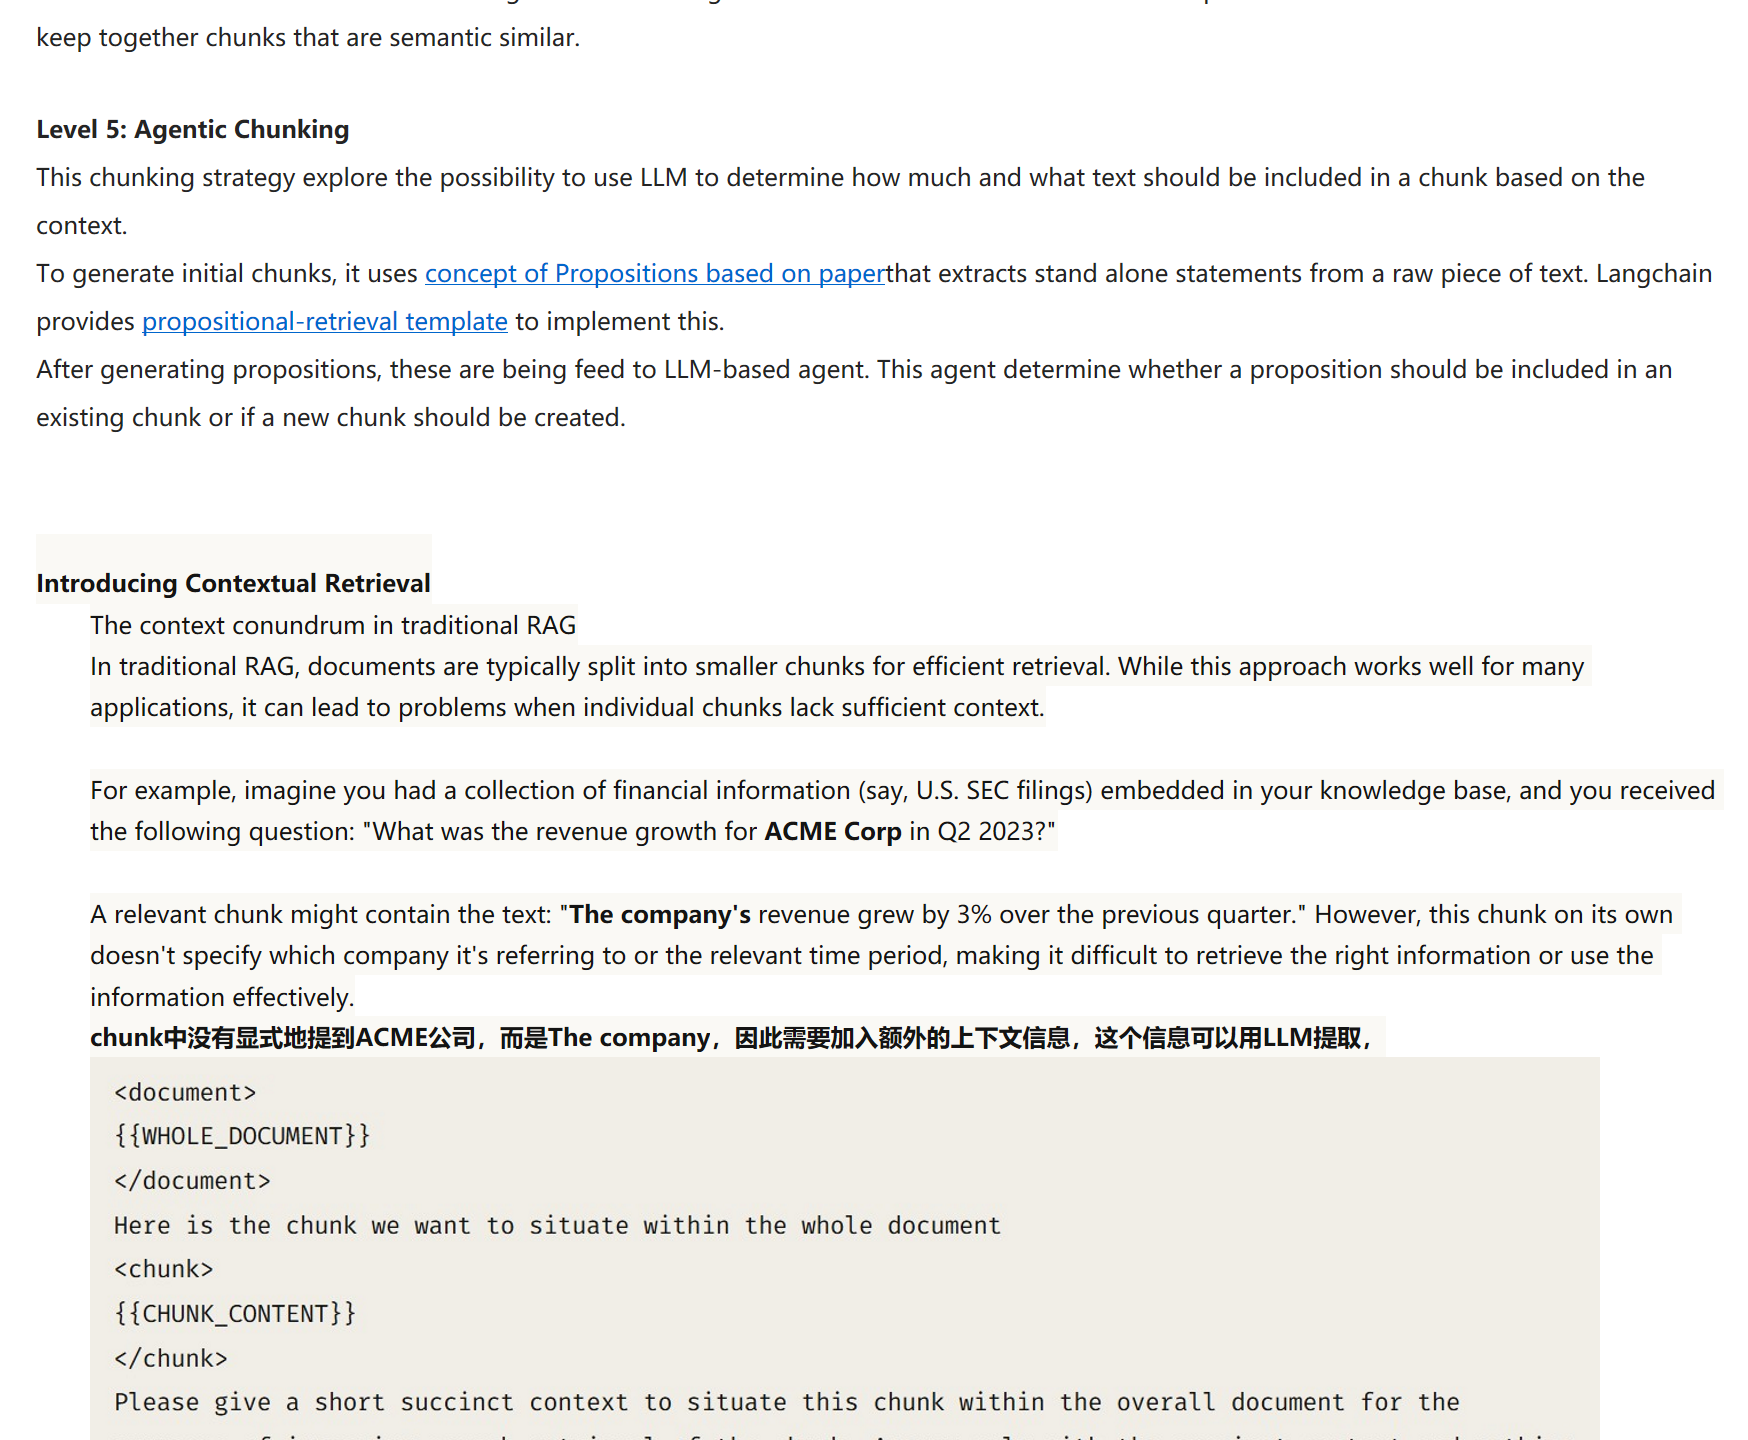 keep together chunks that are semantic similar.
Level 5: Agentic Chunking
This chunking strategy explore the possibility to use LLM to determine how much and what text should be included in a chunk based on the
context.
To generate initial chunks, it uses concept of Propositions based on paperthat extracts stand alone statements from a raw piece of text. Langchain
provides propositional-retrieval template to implement this.
After generating propositions, these are being feed to LLM-based agent. This agent determine whether a proposition should be included in an
existing chunk or if a new chunk should be created.
Introducing Contextual Retrieval
The context conundrum in traditional RAG
In traditional RAG, documents are typically split into smaller chunks for efficient retrieval. While this approach works well for many
applications, it can lead to problems when individual chunks lack sufficient context.
For example, imagine you had a collection of financial information (say, U.S. SEC filings) embedded in your knowledge base, and you received
the following question: "What was the revenue growth for ACME Corp in Q2 2023?"
A relevant chunk might contain the text: "The company's revenue grew by 3% over the previous quarter." However, this chunk on its own
doesn't specify which company it's referring to or the relevant time period, making it difficult to retrieve the right information or use the
information effectively.
chunk中没有显式地提到ACME公司，而是The company，因此需要加入额外的上下文信息，这个信息可以用LLM提取，
<document>
{{WHOLE_DOCUMENT}}
</document>
Here is the chunk we want to situate within the whole document
<chunk>
{{CHUNK_CONTENT}}
</chunk>
Please give a short succinct context to situate this chunk within the overall document for the